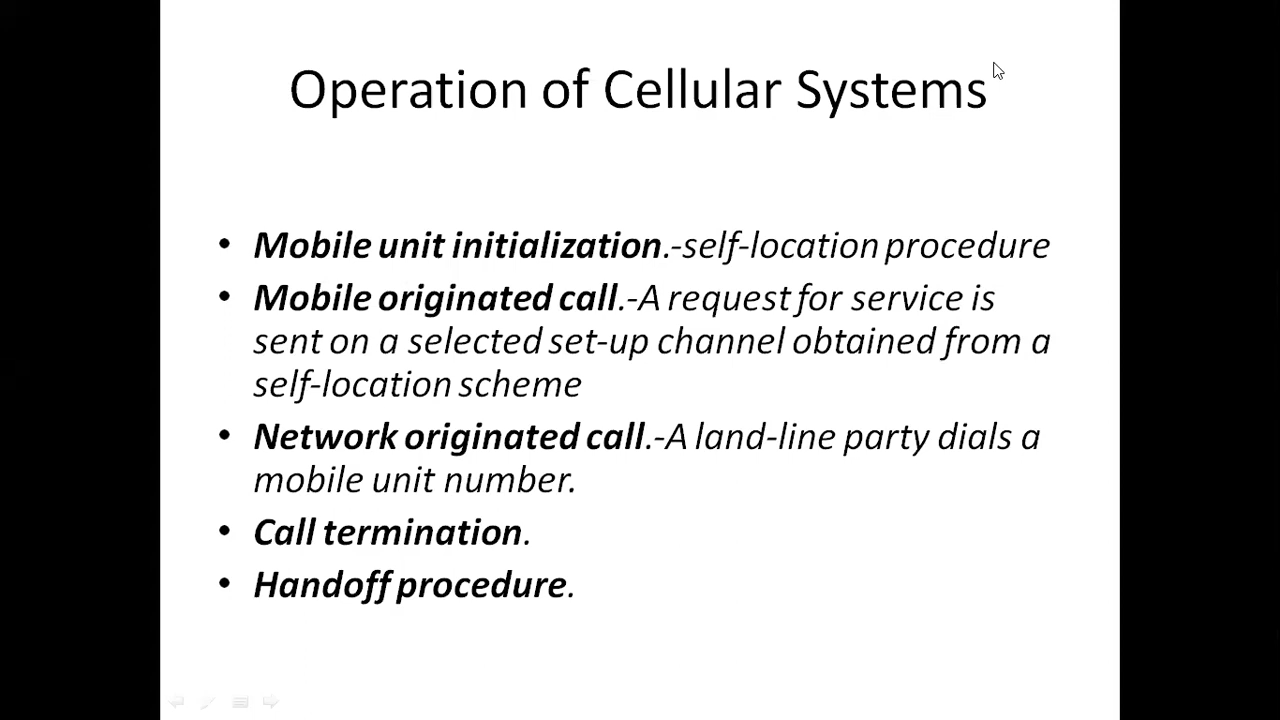 Operation of Cellular Systems
• Mobile unit initialization.-self-location procedure
• Mobile originated call.-A request for service is
sent on a selected set-up channel obtained from a
self-location scheme
• Network originated call.-A land-line party dials a
mobile unit number.
• Call termination.
• Handoff procedure.